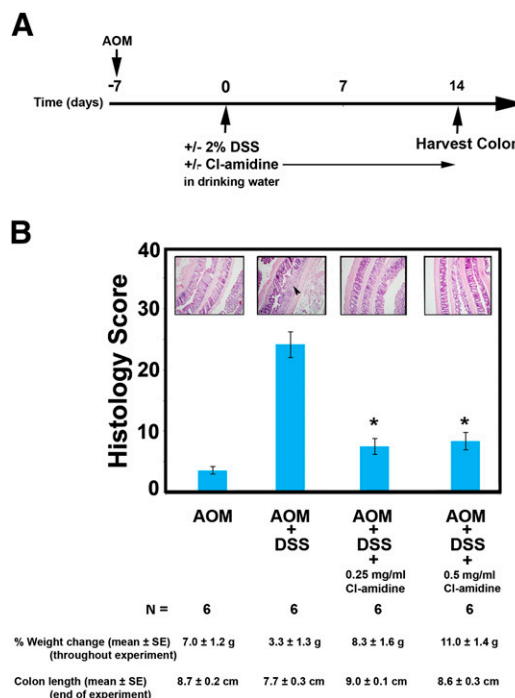 A
AOM
-7 0 7 14
Time (days)
+/- 2% DSS
+/- Cl-amidine
in drinking water
Harvest Colon
B
Histology Score
40
30
20
10
0
* *
AOM
AOM
+
DSS
AOM
+
DSS
+
0.25 mg/ml
Cl-amidine
AOM
+
DSS
+
0.5 mg/ml
Cl-amidine
N = 6 6 6 6
% Weight change (mean ± SE) 7.0 ± 1.2 g 3.3 ± 1.3 g 8.3 ± 1.6 g 11.0 ± 1.4 g
(throughout experiment)
Colon length (mean ± SE) 8.7 ± 0.2 cm 7.7 ± 0.3 cm 9.0 ± 0.1 cm 8.6 ± 0.3 cm
(end of experiment)